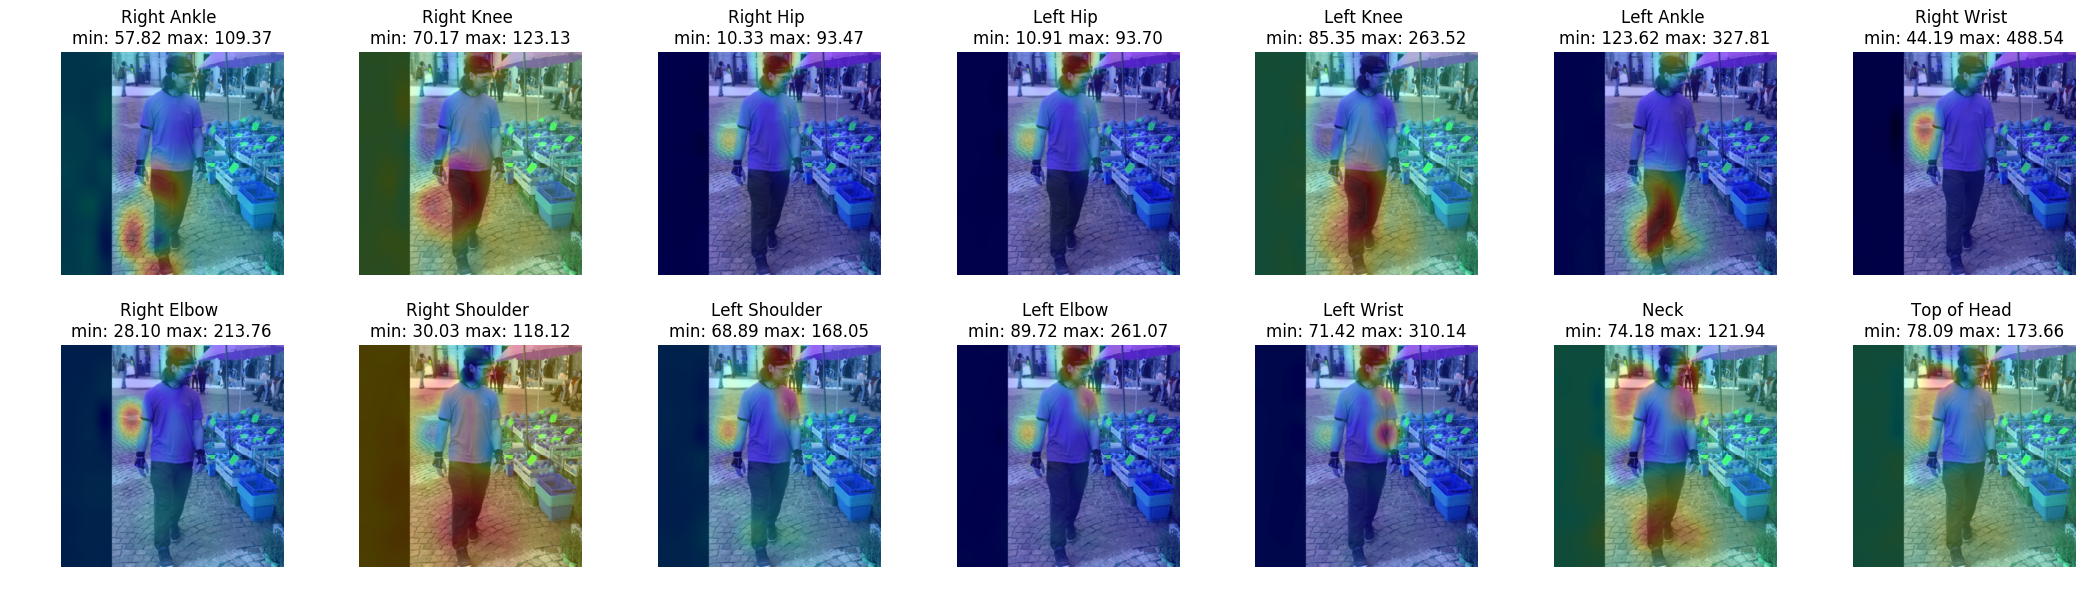 Right Ankle
min: 57.82 max: 109.37
Right Knee
min: 70.17 max: 123.13
Right Hip
min: 10.33 max: 93.47
Left Hip
min: 10.91 max: 93.70
Left Knee
min: 85.35 max: 263.52
Left Ankle
min: 123.62 max: 327.81
Right Wrist
min: 44.19 max: 488.54
Right Elbow
min: 28.10 max: 213.76
Right Shoulder
min: 30.03 max: 118.12
Left Shoulder
min: 68.89 max: 168.05
Left Elbow
min: 89.72 max: 261.07
Left Wrist
min: 71.42 max: 310.14
Neck
min: 74.18 max: 121.94
Top of Head
min: 78.09 max: 173.66